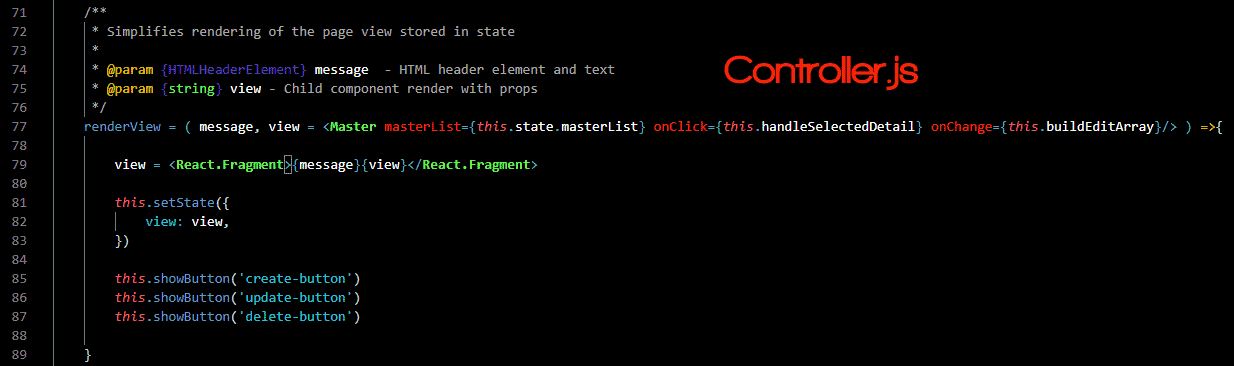 71 /**
72 * Simplifies rendering of the page view stored in state
73 *
74 * @param {HTMLHeaderElement} message  - HTML header element and text
75 * @param {string} view - Child component render with props
76 */
Controller.js
77 renderView = ( message, view = <Master masterList={this.state.masterList} onClick={this.handleSelectedDetail} onChange={this.buildEditArray}/> ) =>{
78
79 view = <React.Fragment>{message}{view}</React.Fragment>
80
81 this.setState({
82 view: view,
83 })
84
85 this.showButton('create-button')
86 this.showButton('update-button')
87 this.showButton('delete-button')
88
89 }